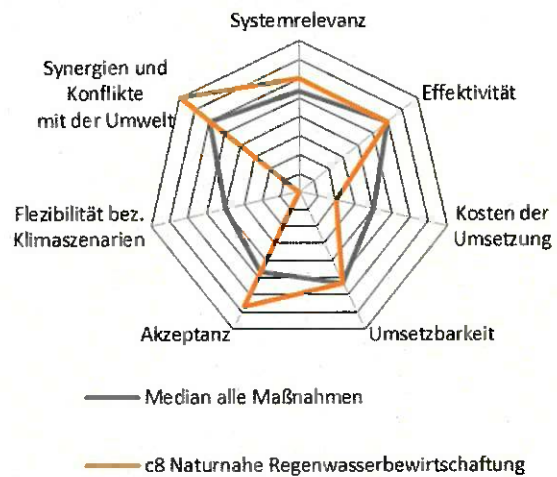 Systemrelevanz
Synergien und
Konflikte
mit der Umwelt
Effektivität
Flezibilität bez.
Klimaszenarien
Kosten der
Umsetzung
Akzeptanz
Umsetzbarkeit
Median alle Maßnahmen
c8 Naturnahe Regenwasserbewirtschaftung